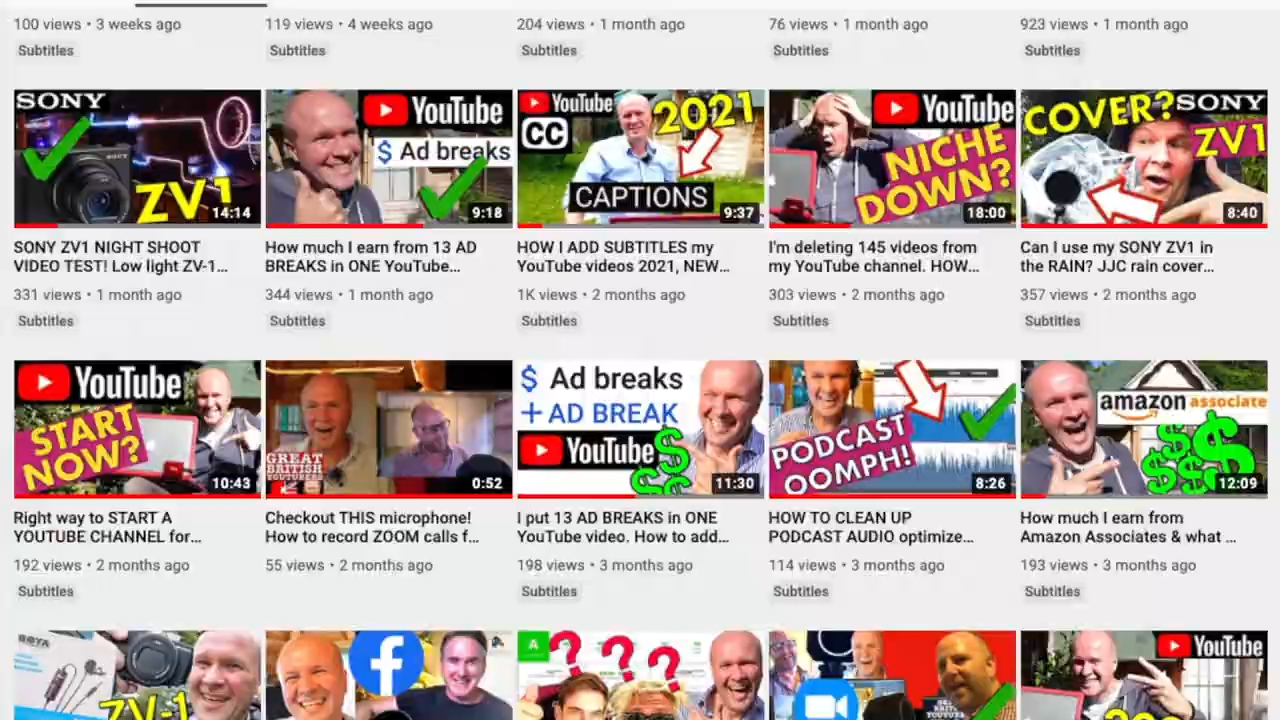 100 views • 3 weeks ago
119 views • 4 weeks ago
204 views • 1 month ago
76 views • 1 month ago
923 views • 1 month ago
Subtitles
Subtitles
Subtitles
Subtitles
Subtitles
SONY
SONY
ZV1
14:14
YouTube
$ Ad breaks
9:18
YouTube
CC
2021
CAPTIONS
9:37
YouTube
NICHE
DOWN?
18:00
COVER?
SONY
ZV1
8:40
SONY ZV1 NIGHT SHOOT
VIDEO TEST! Low light ZV-1...
How much I earn from 13 AD
BREAKS in ONE YouTube...
HOW I ADD SUBTITLES my
YouTube videos 2021, NEW...
I'm deleting 145 videos from
my YouTube channel. HOW...
Can I use my SONY ZV1 in
the RAIN? JJC rain cover...
331 views • 1 month ago
344 views • 1 month ago
1K views • 2 months ago
303 views • 2 months ago
357 views • 2 months ago
Subtitles
Subtitles
Subtitles
Subtitles
Subtitles
YouTube
START
NOW?
10:43
GREAT
BRITISH
YOUTUBERS
0:52
$ Ad breaks
+ AD BREAK
YouTube
$
$ $
11:30
PODCAST
OOMPH!
8:26
amazon associate
$ $
$ $ $
12:09
Right way to START A
YOUTUBE CHANNEL for...
Checkout THIS microphone!
How to record ZOOM calls f...
I put 13 AD BREAKS in ONE
YouTube video. How to add...
HOW TO CLEAN UP
PODCAST AUDIO optimize...
How much I earn from
Amazon Associates & what ...
192 views • 2 months ago
55 views • 2 months ago
198 views • 3 months ago
114 views • 3 months ago
193 views • 3 months ago
Subtitles
Subtitles
Subtitles
Subtitles
BOYA
ZV-1
f
A
? ? ?
YouTube